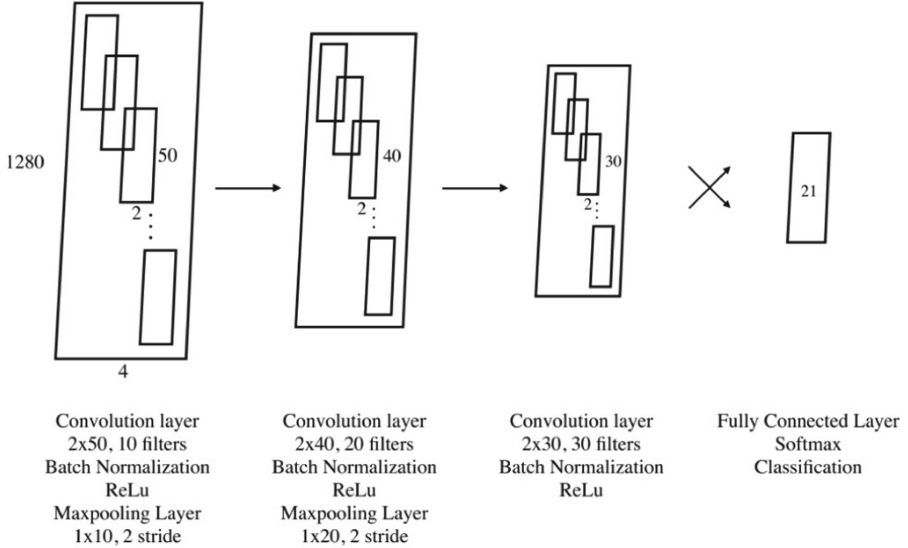 1280
50
2
4
40
2
30
2
21
Convolution layer
2x50, 10 filters
Batch Normalization
ReLu
Maxpooling Layer
1x10, 2 stride
Convolution layer
2x40, 20 filters
Batch Normalization
ReLu
Maxpooling Layer
1x20, 2 stride
Convolution layer
2x30, 30 filters
Batch Normalization
ReLu
Fully Connected Layer
Softmax
Classification